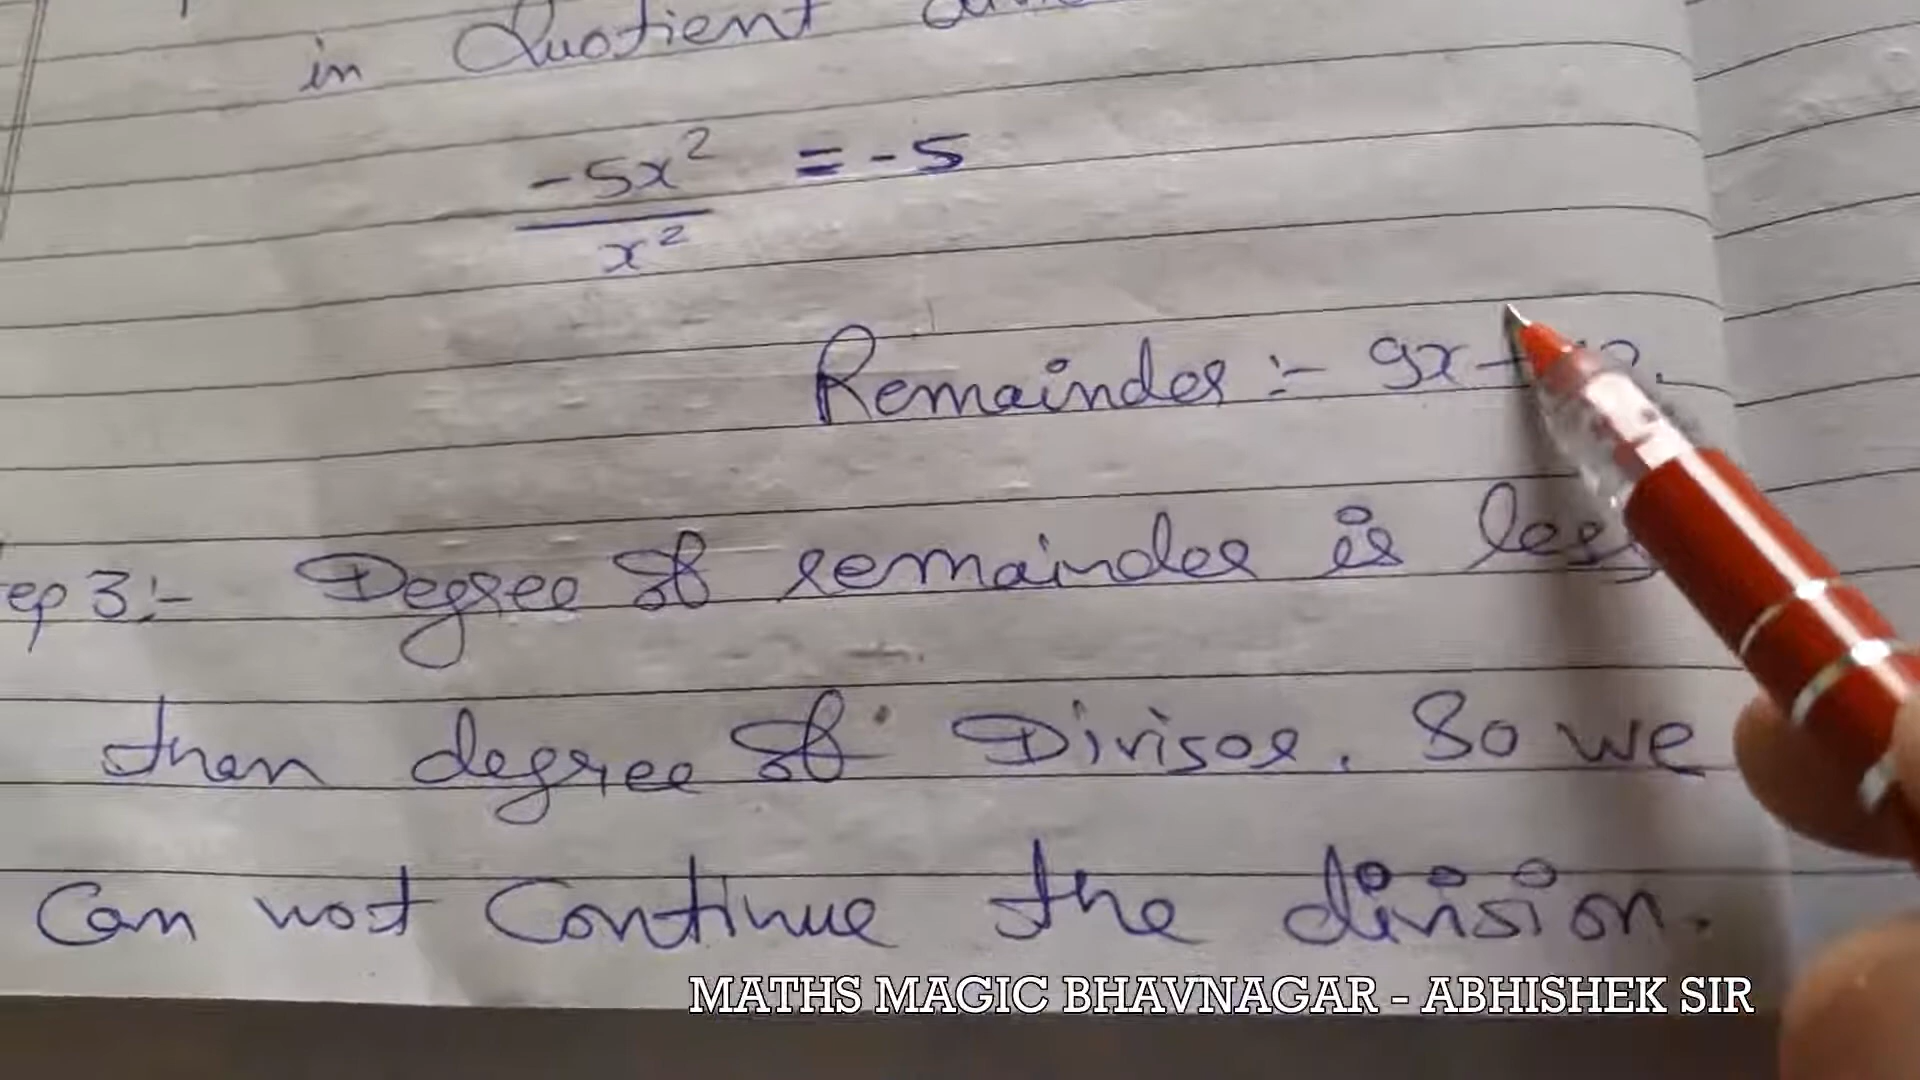 in Quotient
-5x² = -5
x²
Remainder :- 9x +
ep 3:- Degree of remainder is less
then degree of Divisor. So we
Can not Continue the division.
MATHS MAGIC BHAVNAGAR - ABHISHEK SIR